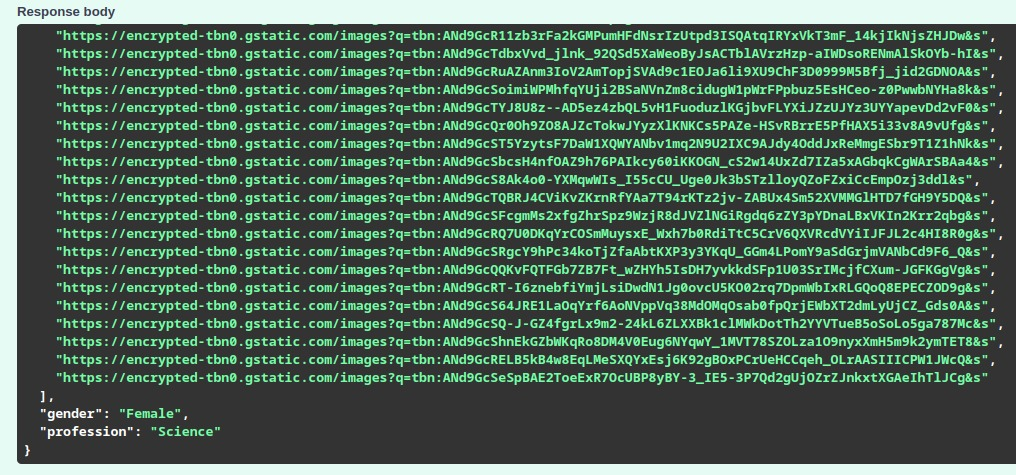 Response body
"https://encrypted-tbn0.gstatic.com/images?q=tbn:ANd9GcR11zb3rFa2kGMPumHFdNsrIzUtpd3ISQAtqIRYxVkT3mF_14kjIkNjsZHJDw&s",
"https://encrypted-tbn0.gstatic.com/images?q=tbn:ANd9GcTdbxVvd_jlnk_92QSd5XaWeoByJsACTblAVrzHzp-aIWDsoRENmAlSkOYb-hI&s",
"https://encrypted-tbn0.gstatic.com/images?q=tbn:ANd9GcRuAZAnm3IoV2AmTopjSVAd9c1EOJa6li9XU9ChF3D0999M5Bfj_jid2GDNOA&s",
"https://encrypted-tbn0.gstatic.com/images?q=tbn:ANd9GcSoimiWPMhfqYUji2BSaNVnZm8cidugW1pWrFPpbuz5EsHCeo-z0PwwbNYHa8k&s",
"https://encrypted-tbn0.gstatic.com/images?q=tbn:ANd9GcTYJ8U8z--AD5ez4zbQL5vH1FuoduzlKGjbvFLYXiJZzUJYz3UYYapevDd2vF0&s",
"https://encrypted-tbn0.gstatic.com/images?q=tbn:ANd9GcQr0Oh9ZO8AJZcTokwJYyzXlKNKCs5PAZe-HSvRBrrE5PfHAX5i33v8A9vUfg&s",
"https://encrypted-tbn0.gstatic.com/images?q=tbn:ANd9GcST5YzytsF7DaW1XQWYANbv1mq2N9U2IXC9AJdy4OddJxReMmgESbr9T1Z1hNk&s",
"https://encrypted-tbn0.gstatic.com/images?q=tbn:ANd9GcSbcsH4nfOAZ9h76PAIkcy60iKKOGN_cS2w14UxZd7IZa5xAGbqkCgWArSBAa4&s",
"https://encrypted-tbn0.gstatic.com/images?q=tbn:ANd9GcS8Ak4o0-YXMqwWIs_I55cCU_Uge0Jk3bSTzlloyQZoFZxiCcEmpOzj3ddl&s",
"https://encrypted-tbn0.gstatic.com/images?q=tbn:ANd9GcTQBRJ4CViKvZKrnRfYAa7T94rKTz2jv-ZABUx4Sm52XVMMGlHTD7fGH9Y5DQ&s",
"https://encrypted-tbn0.gstatic.com/images?q=tbn:ANd9GcSFcgmMs2xfgZhrSpz9WzjR8dJVZlNGiRgdq6zZY3pYDnaLBxVKIn2Krr2qbg&s",
"https://encrypted-tbn0.gstatic.com/images?q=tbn:ANd9GcRQ7U0DKqYrCOSmMuysxE_Wxh7b0RdiTtC5CrV6QXVRcdVYiIJFJL2c4HI8R0g&s",
"https://encrypted-tbn0.gstatic.com/images?q=tbn:ANd9GcSRgcY9hPc34koTjZfaAbtKXP3y3YKqU_GGm4LPomY9aSdGrjmVANbCd9F6_Q&s",
"https://encrypted-tbn0.gstatic.com/images?q=tbn:ANd9GcQQKvFQTFGb7ZB7Ft_wZHYh5IsDH7yvkkdSFp1U03SrIMcjfCXum-JGFKGgVg&s",
"https://encrypted-tbn0.gstatic.com/images?q=tbn:ANd9GcRT-I6znebfiYmjLsiDwdN1Jg0ovcU5KO02rq7DpmWbIxRLGQoQ8EPECZOD9g&s",
"https://encrypted-tbn0.gstatic.com/images?q=tbn:ANd9GcS64JRE1LaOqYrf6AoNVppVq38MdOMqOsab0fpQrjEWbXT2dmLyUjCZ_Gds0A&s",
"https://encrypted-tbn0.gstatic.com/images?q=tbn:ANd9GcSQ-J-GZ4fgrLx9m2-24kL6ZLXXBk1clMWkDotTh2YYVTueB5oSoLo5ga787Mc&s",
"https://encrypted-tbn0.gstatic.com/images?q=tbn:ANd9GcShnEkGZbWKqRo8DM4V0Eug6NYqwY_1MVT78SZOLza1O9nyxXmH5m9k2ymTET8&s",
"https://encrypted-tbn0.gstatic.com/images?q=tbn:ANd9GcRELB5kB4w8EqLMeSXQYxEsj6K92gBOxPCrUeHCCqeh_OLrAASIIICPW1JWcQ&s",
"https://encrypted-tbn0.gstatic.com/images?q=tbn:ANd9GcSeSpBAE2ToeExR7OcUBP8yBY-3_IE5-3P7Qd2gUjOZrZJnkxtXGAeIhTlJCg&s"
],
"gender": "Female",
"profession": "Science"
}